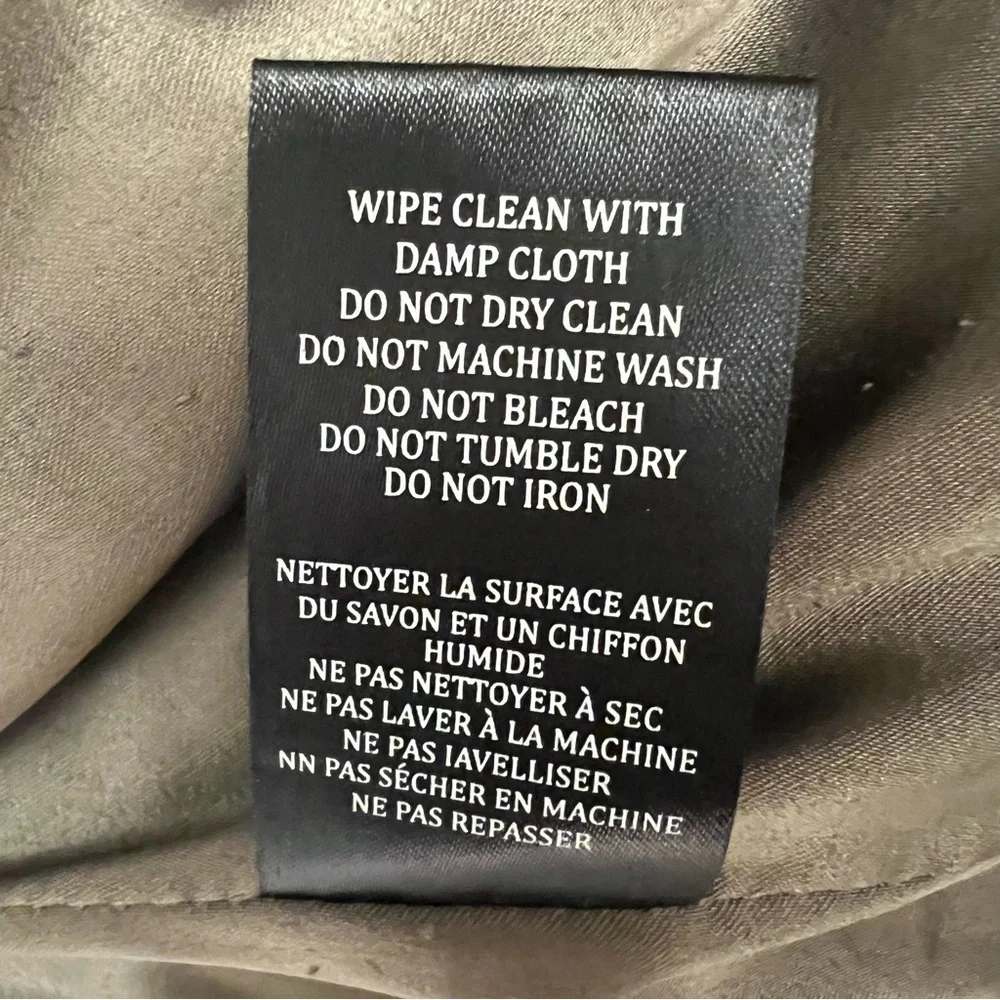 WIPE CLEAN WITH
DAMP CLOTH
DO NOT DRY CLEAN
DO NOT MACHINE WASH
DO NOT BLEACH
DO NOT TUMBLE DRY
DO NOT IRON
NETTOYER LA SURFACE AVEC
DU SAVON ET UN CHIFFON
HUMIDE
NE PAS NETTOYER À SEC
NE PAS LAVER À LA MACHINE
NE PAS IAVELLISER
NN PAS SÉCHER EN MACHINE
NE PAS REPASSER